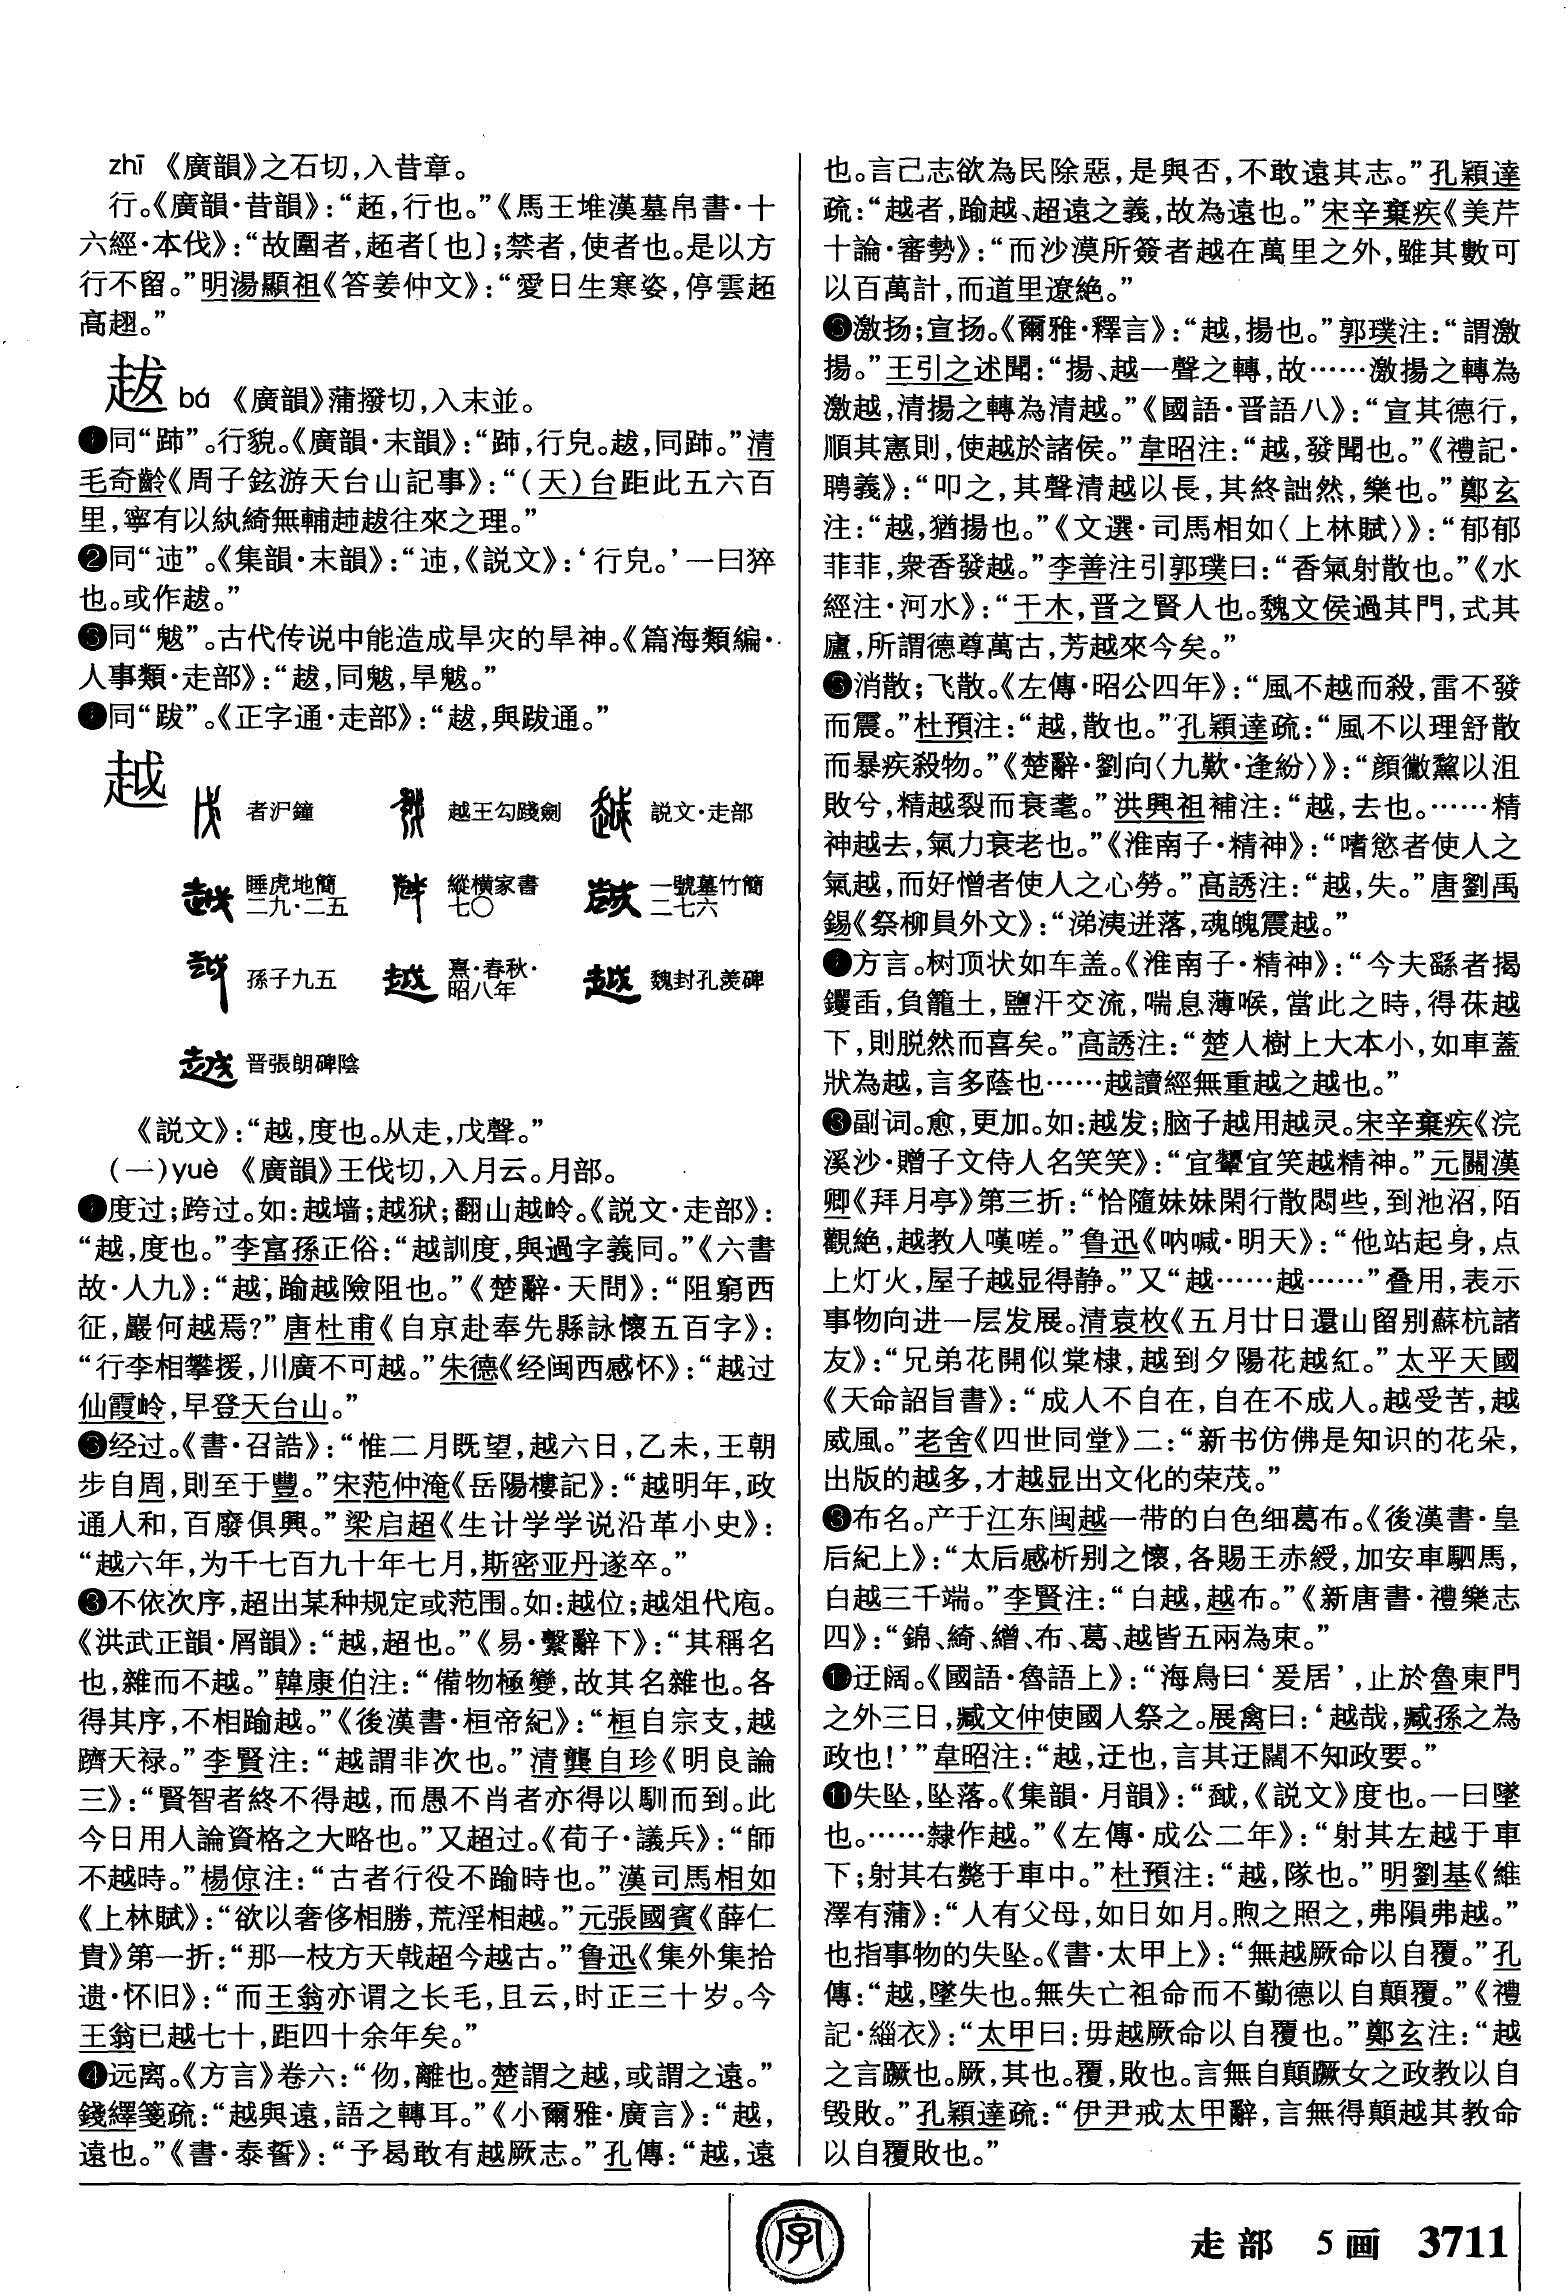 zhī 《廣韻》之石切，入昔章。
行。《廣韻·昔韻》：“䞠，行也。”《馬王堆漢墓帛書·十
六經·本伐》：“故圍者，䞠者〔也〕；禁者，使者也。是以方
行不留。”明湯顯祖《答姜仲文》：“愛日生寒姿，停雲䞠
高趐。”
䟦 bá 《廣韻》蒲撥切，入末並。
❶同“䟛”。行貌。《廣韻·末韻》：“䟛，行皃。䟦，同䟛。”清
毛奇齡《周子鉉游天台山記事》：“（天）台距此五六百
里，寧有以紈綺無輔往來之理。”
❷同“𨒒”。《集韻·末韻》：“𨒒，《説文》：‘行皃。’一曰猝
也。或作䟦。”
❸同“魃”。古代传说中能造成旱灾的旱神。《篇海類編·
人事類·走部》：“䟦，同魃，旱魃。”
❹同“跋”。《正字通·走部》：“䟦，與跋通。”
越
者沪鐘 越王勾踐劍 説文·走部
睡虎地簡二九·二五 縱横家書七〇 一號墓竹簡二七六
孫子九五 熹·春秋·昭八年 魏封孔羨碑
晋張朗碑陰
《説文》：“越，度也。从走，戉聲。”
（一）yuè 《廣韻》王伐切，入月云。月部。
❶度过；跨过。如：越墙；越狱；翻山越岭。《説文·走部》：
“越，度也。”李富孫正俗：“越訓度，與過字義同。”《六書
故·人九》：“越，踰越險阻也。”《楚辭·天問》：“阻窮西
征，巖何越焉？”唐杜甫《自京赴奉先縣詠懷五百字》：
“行李相攀援，川廣不可越。”朱德《经闽西感怀》：“越过
仙霞岭，早登天台山。”
❷经过。《書·召誥》：“惟二月既望，越六日，乙未，王朝
步自周，則至于豐。”宋范仲淹《岳陽樓記》：“越明年，政
通人和，百廢俱興。”梁启超《生计学学说沿革小史》：
“越六年，为千七百九十年七月，斯密亚丹遂卒。”
❸不依次序，超出某种规定或范围。如：越位；越俎代庖。
《洪武正韻·屑韻》：“越，超也。”《易·繫辭下》：“其稱名
也，雜而不越。”韓康伯注：“備物極變，故其名雜也。各
得其序，不相踰越。”《後漢書·桓帝紀》：“桓自宗支，越
躋天禄。”李賢注：“越謂非次也。”清龔自珍《明良論
三》：“賢智者終不得越，而愚不肖者亦得以馴而到。此
今日用人論資格之大略也。”又超过。《荀子·議兵》：“師
不越時。”楊倞注：“古者行役不踰時也。”漢司馬相如
《上林賦》：“欲以奢侈相勝，荒淫相越。”元張國賓《薛仁
貴》第一折：“那一枝方天戟超今越古。”鲁迅《集外集拾
遗·怀旧》：“而王翁亦谓之长毛，且云，时正三十岁。今
王翁已越七十，距四十余年矣。”
❹远离。《方言》卷六：“伆，離也。楚謂之越，或謂之遠。”
錢繹箋疏：“越與遠，語之轉耳。”《小爾雅·廣言》：“越，
遠也。”《書·泰誓》：“予曷敢有越厥志。”孔傳：“越，遠
也。言己志欲為民除惡，是與否，不敢遠其志。”孔穎達
疏：“越者，踰越、超遠之義，故為遠也。”宋辛棄疾《美芹
十論·審勢》：“而沙漠所簽者越在萬里之外，雖其數可
以百萬計，而道里遼絶。”
❺激扬；宣扬。《爾雅·釋言》：“越，揚也。”郭璞注：“謂激
揚。”王引之述聞：“揚、越一聲之轉，故……激揚之轉為
激越，清揚之轉為清越。”《國語·晋語八》：“宣其德行，
順其憲則，使越於諸侯。”韋昭注：“越，發聞也。”《禮記·
聘義》：“叩之，其聲清越以長，其終詘然，樂也。”鄭玄
注：“越，猶揚也。”《文選·司馬相如〈上林賦〉》：“郁郁
菲菲，衆香發越。”李善注引郭璞曰：“香氣射散也。”《水
經注·河水》：“干木，晋之賢人也。魏文侯過其門，式其
廬，所謂德尊萬古，芳越來今矣。”
❻消散；飞散。《左傳·昭公四年》：“風不越而殺，雷不發
而震。”杜預注：“越，散也。”孔穎達疏：“風不以理舒散
而暴疾殺物。”《楚辭·劉向〈九歎·逢紛〉》：“顔黴黧以沮
敗兮，精越裂而衰耄。”洪興祖補注：“越，去也。……精
神越去，氣力衰老也。”《淮南子·精神》：“嗜慾者使人之
氣越，而好憎者使人之心勞。”高誘注：“越，失。”唐劉禹
錫《祭柳員外文》：“涕洟迸落，魂魄震越。”
❼方言。树顶状如车盖。《淮南子·精神》：“今夫繇者揭
钁臿，負籠土，鹽汗交流，喘息薄喉，當此之時，得茠越
下，則脱然而喜矣。”高誘注：“楚人樹上大本小，如車蓋
狀為越，言多蔭也……越讀經無重越之越也。”
❽副词。愈，更加。如：越发；脑子越用越灵。宋辛棄疾《浣
溪沙·贈子文侍人名笑笑》：“宜顰宜笑越精神。”元關漢
卿《拜月亭》第三折：“恰隨妹妹閑行散悶些，到池沼，陌
觀絶，越教人嘆嗟。”鲁迅《呐喊·明天》：“他站起身，点
上灯火，屋子越显得静。”又“越……越……”叠用，表示
事物向进一层发展。清袁枚《五月廿日還山留别蘇杭諸
友》：“兄弟花開似棠棣，越到夕陽花越紅。”太平天國
《天命詔旨書》：“成人不自在，自在不成人。越受苦，越
威風。”老舍《四世同堂》二：“新书仿佛是知识的花朵，
出版的越多，才越显出文化的荣茂。”
❾布名。产于江东闽越一带的白色细葛布。《後漢書·皇
后紀上》：“太后感析别之懷，各賜王赤綬，加安車駟馬，
白越三千端。”李賢注：“白越，越布。”《新唐書·禮樂志
四》：“錦、綺、繒、布、葛、越皆五兩為束。”
❿迂阔。《國語·魯語上》：“海鳥曰‘爰居’，止於魯東門
之外三日，臧文仲使國人祭之。展禽曰：‘越哉，臧孫之為
政也！’”韋昭注：“越，迂也，言其迂闊不知政要。”
⓫失坠，坠落。《集韻·月韻》：“𨒋，《説文》度也。一曰墜
也。……隸作越。”《左傳·成公二年》：“射其左越于車
下；射其右斃于車中。”杜預注：“越，隊也。”明劉基《維
澤有蒲》：“人有父母，如日如月。煦之照之，弗隕弗越。”
也指事物的失坠。《書·太甲上》：“無越厥命以自覆。”孔
傳：“越，墜失也。無失亡祖命而不勤德以自顛覆。”《禮
記·緇衣》：“太甲曰：毋越厥命以自覆也。”鄭玄注：“越
之言蹶也。厥，其也。覆，敗也。言無自顛蹶女之政教以自
毁敗。”孔穎達疏：“伊尹戒太甲辭，言無得顛越其教命
以自覆敗也。”
字
走部 5画 3711